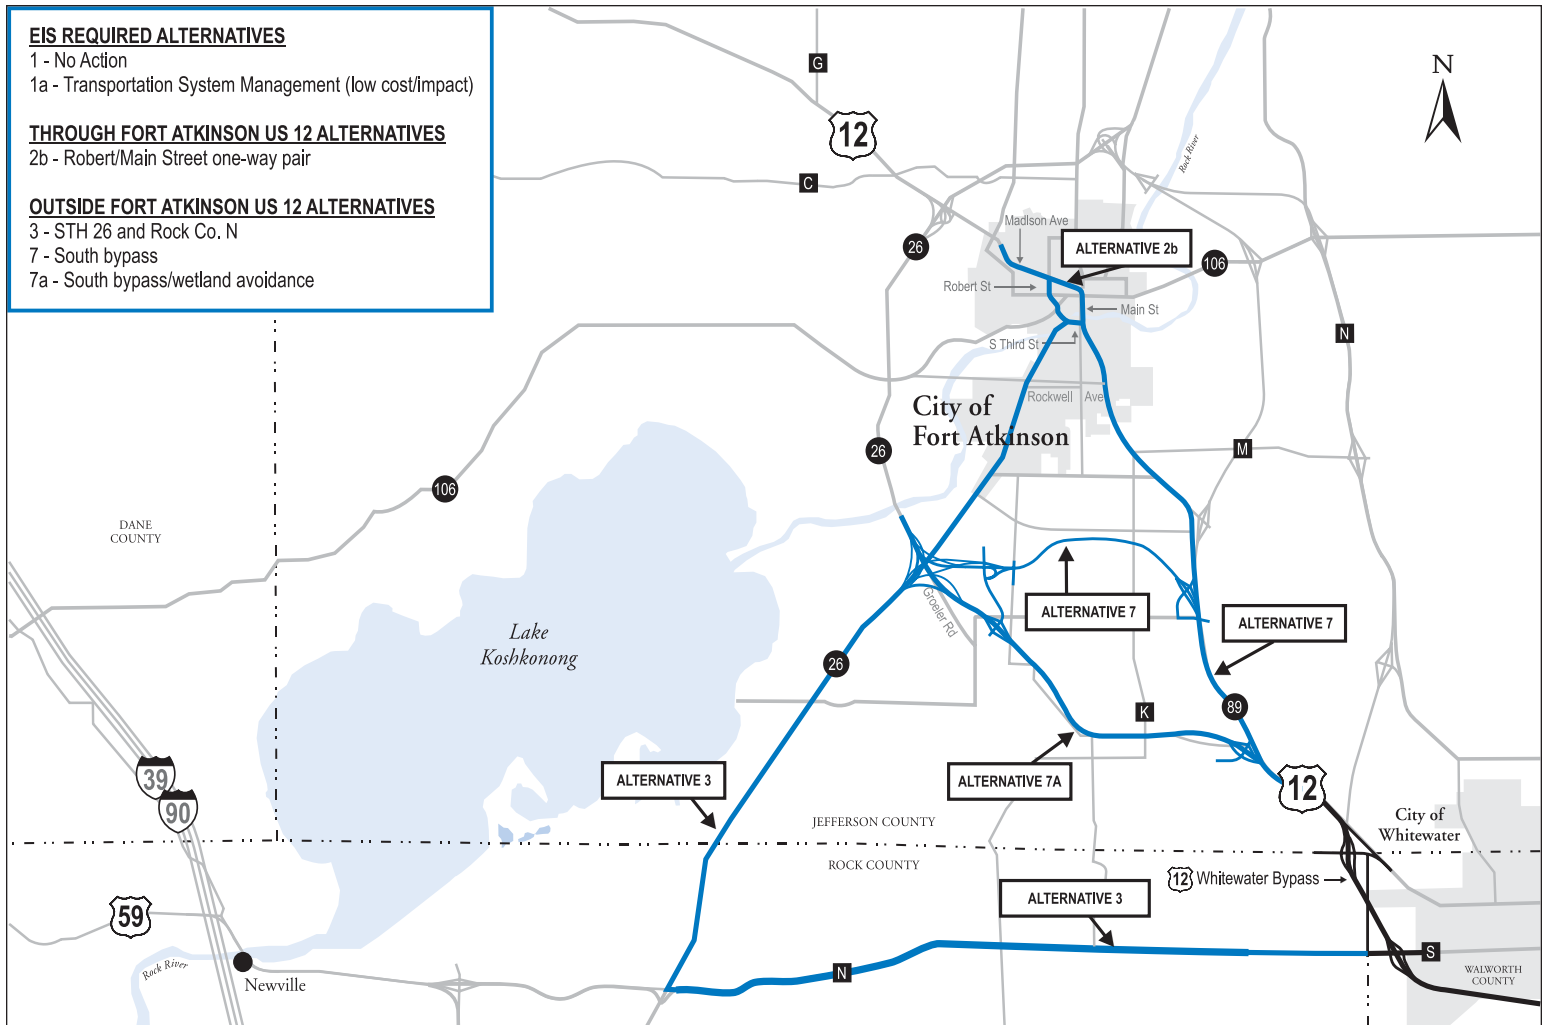 EIS REQUIRED ALTERNATIVES
1 - No Action
1a - Transportation System Management (low cost/impact)
THROUGH FORT ATKINSON US 12 ALTERNATIVES
2b - Robert/Main Street one-way pair
OUTSIDE FORT ATKINSON US 12 ALTERNATIVES
3 - STH 26 and Rock Co. N
7 - South bypass
7a - South bypass/wetland avoidance
G
N
12
Rock River
C
Madison Ave
26
ALTERNATIVE 2b
106
Robert St
Main St
N
S Third St
Rockwell Ave
City of
Fort Atkinson
26
M
106
DANE
COUNTY
ALTERNATIVE 7
Groeler Rd
ALTERNATIVE 7
Lake
Koshkonong
26
89
K
39
90
ALTERNATIVE 3
ALTERNATIVE 7A
12
City of
Whitewater
JEFFERSON COUNTY
ROCK COUNTY
12 Whitewater Bypass
ALTERNATIVE 3
59
S
Rock River
N
WALWORTH
COUNTY
Newville